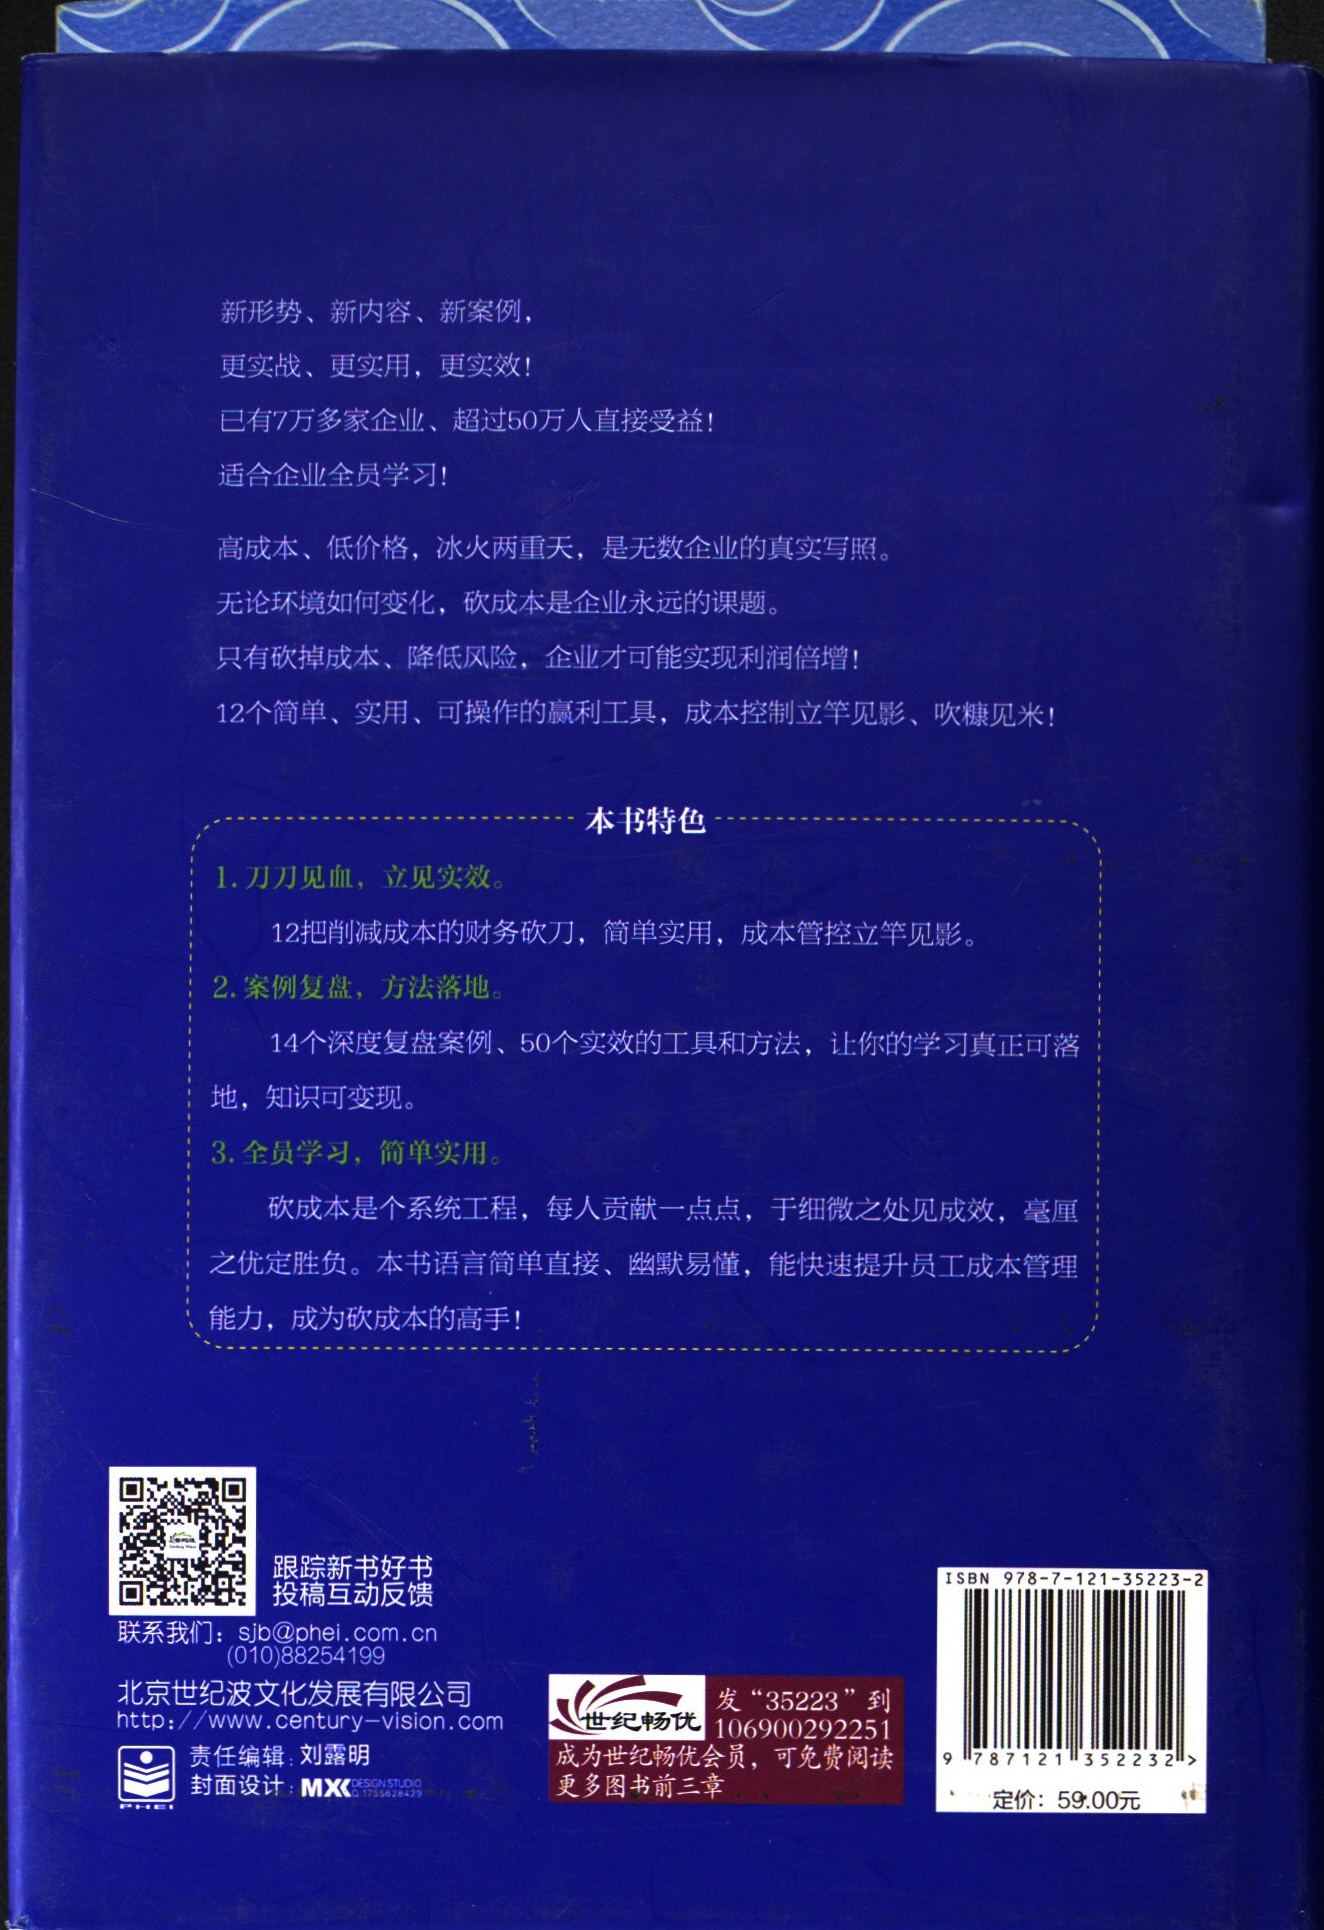 新形势、新内容、新案例，
更实战、更实用，更实效！
已有7万多家企业、超过50万人直接受益！
适合企业全员学习！
高成本、低价格，冰火两重天，是无数企业的真实写照。
无论环境如何变化，砍成本是企业永远的课题。
只有砍掉成本、降低风险，企业才可能实现利润倍增！
12个简单、实用、可操作的赢利工具，成本控制立竿见影、吹糠见米！
本书特色
1. 刀刀见血，立见实效。
12把削减成本的财务砍刀，简单实用，成本管控立竿见影。
2. 案例复盘，方法落地。
14个深度复盘案例、50个实效的工具和方法，让你的学习真正可落
地，知识可变现。
3. 全员学习，简单实用。
砍成本是个系统工程，每人贡献一点点，于细微之处见成效，毫厘
之优定胜负。本书语言简单直接、幽默易懂，能快速提升员工成本管理
能力，成为砍成本的高手！
跟踪新书好书
投稿互动反馈
联系我们：sjb@phei.com.cn
(010)88254199
北京世纪波文化发展有限公司
http://www.century-vision.com
PHEI
责任编辑：刘露明
封面设计：MXK DESIGN STUDIO
Q:1765628429
世纪畅优
发“35223”到
106900292251
成为世纪畅优会员，可免费阅读
更多图书前三章
ISBN 978-7-121-35223-2
9 787121 352232 >
定价：59.00元